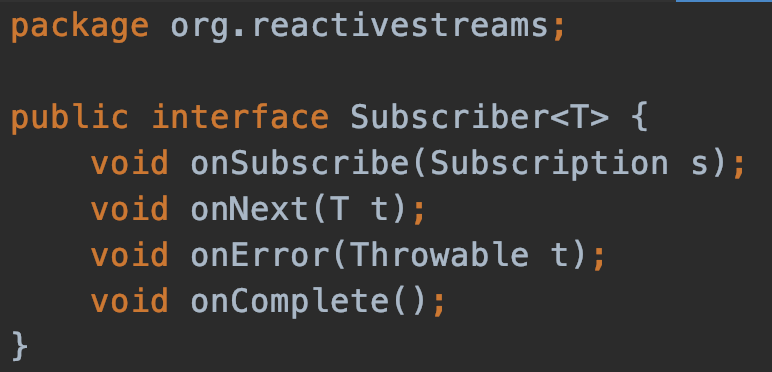 package org.reactivestreams;
public interface Subscriber<T> {
    void onSubscribe(Subscription s);
    void onNext(T t);
    void onError(Throwable t);
    void onComplete();
}